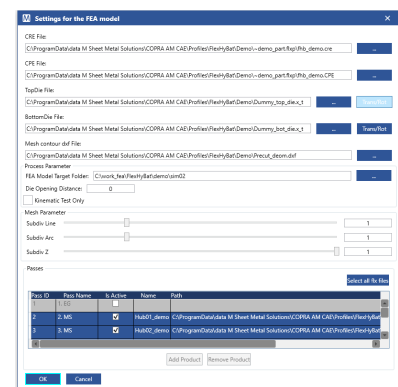 M Settings for the FEA model
CRE File:
C:\ProgramData\data M Sheet Metal Solutions\COPRA AM CAE\Profiles\FlexHyBat\Demo\~demo_part.flxp\fhb_demo.cre
...
CPE File:
C:\ProgramData\data M Sheet Metal Solutions\COPRA AM CAE\Profiles\FlexHyBat\Demo\~demo_part.flxp\fhb_demo.CPE
...
TopDie File:
C:\ProgramData\data M Sheet Metal Solutions\COPRA AM CAE\Profiles\FlexHyBat\Demo\Dummy_top_die.x_t
...
Trans/Rot
BottomDie File:
C:\ProgramData\data M Sheet Metal Solutions\COPRA AM CAE\Profiles\FlexHyBat\Demo\Dummy_bot_die.x_t
...
Trans/Rot
Mesh contour dxf File:
C:\ProgramData\data M Sheet Metal Solutions\COPRA AM CAE\Profiles\FlexHyBat\Demo\Precut_deom.dxf
...
Process Parameter
FEA Model Target Folder: C:\work_fea\FlexHyBat\demo\sim02
...
Die Opening Distance: 0
Kinematic Test Only
Mesh Parameter
Subdiv Line 1
Subdiv Arc 1
Subdiv Z 1
Passes
Select all ftr files
Pass ID Pass Name Is Active Name Path
1 1. BS
2 2. MS Hub01_demo C:\ProgramData\data M Sheet Metal Solutions\COPRA AM CAE\Profiles\FlexHyBat
3 3. MS Hub02_demo C:\ProgramData\data M Sheet Metal Solutions\COPRA AM CAE\Profiles\FlexHyBat
Add Product Remove Product
OK Cancel